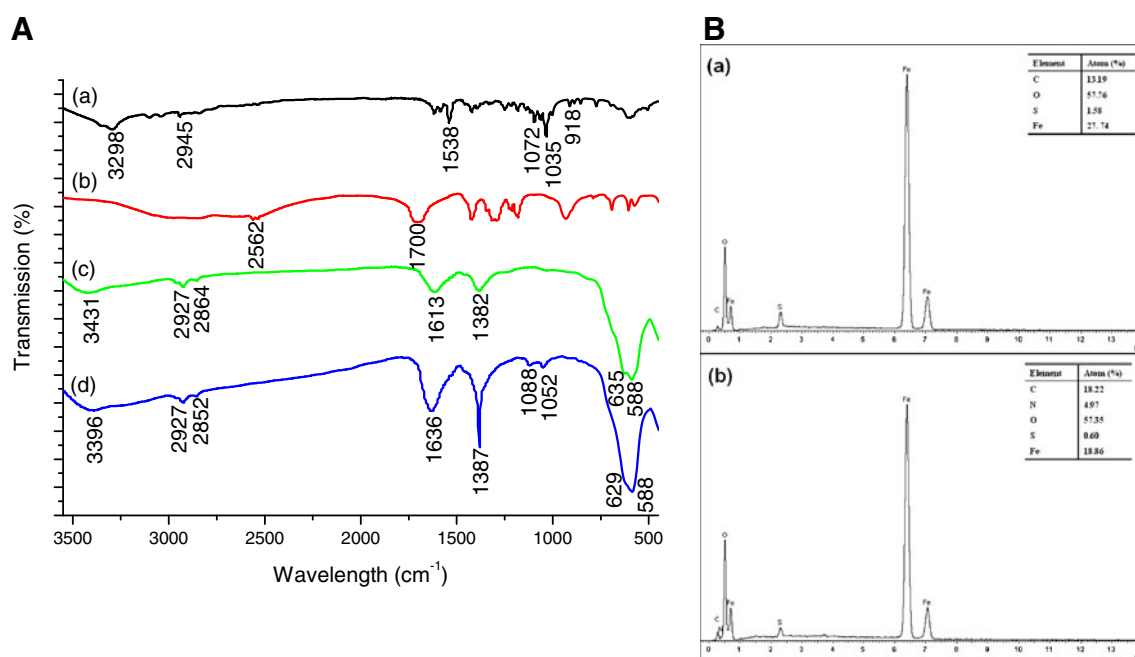 A
B
(a)
3298
2945
1538
1072
1035
918
(b)
2562
1700
(c)
3431
2927
2864
1613
1382
635
588
(d)
3396
2927
2852
1636
1387
1088
1052
629
588
Transmission (%)
3500 3000 2500 2000 1500 1000 500
Wavelength (cm⁻¹)
(a)
Element Atom (%)
C 13.19
O 57.76
S 1.58
Fe 27.74
Fe
O
Fe
C
S
Fe
0 1 2 3 4 5 6 7 8 9 10 11 12 13
(b)
Element Atom (%)
C 18.22
N 4.97
O 57.35
S 0.60
Fe 18.86
Fe
O
Fe
C
S
Fe
0 1 2 3 4 5 6 7 8 9 10 11 12 13